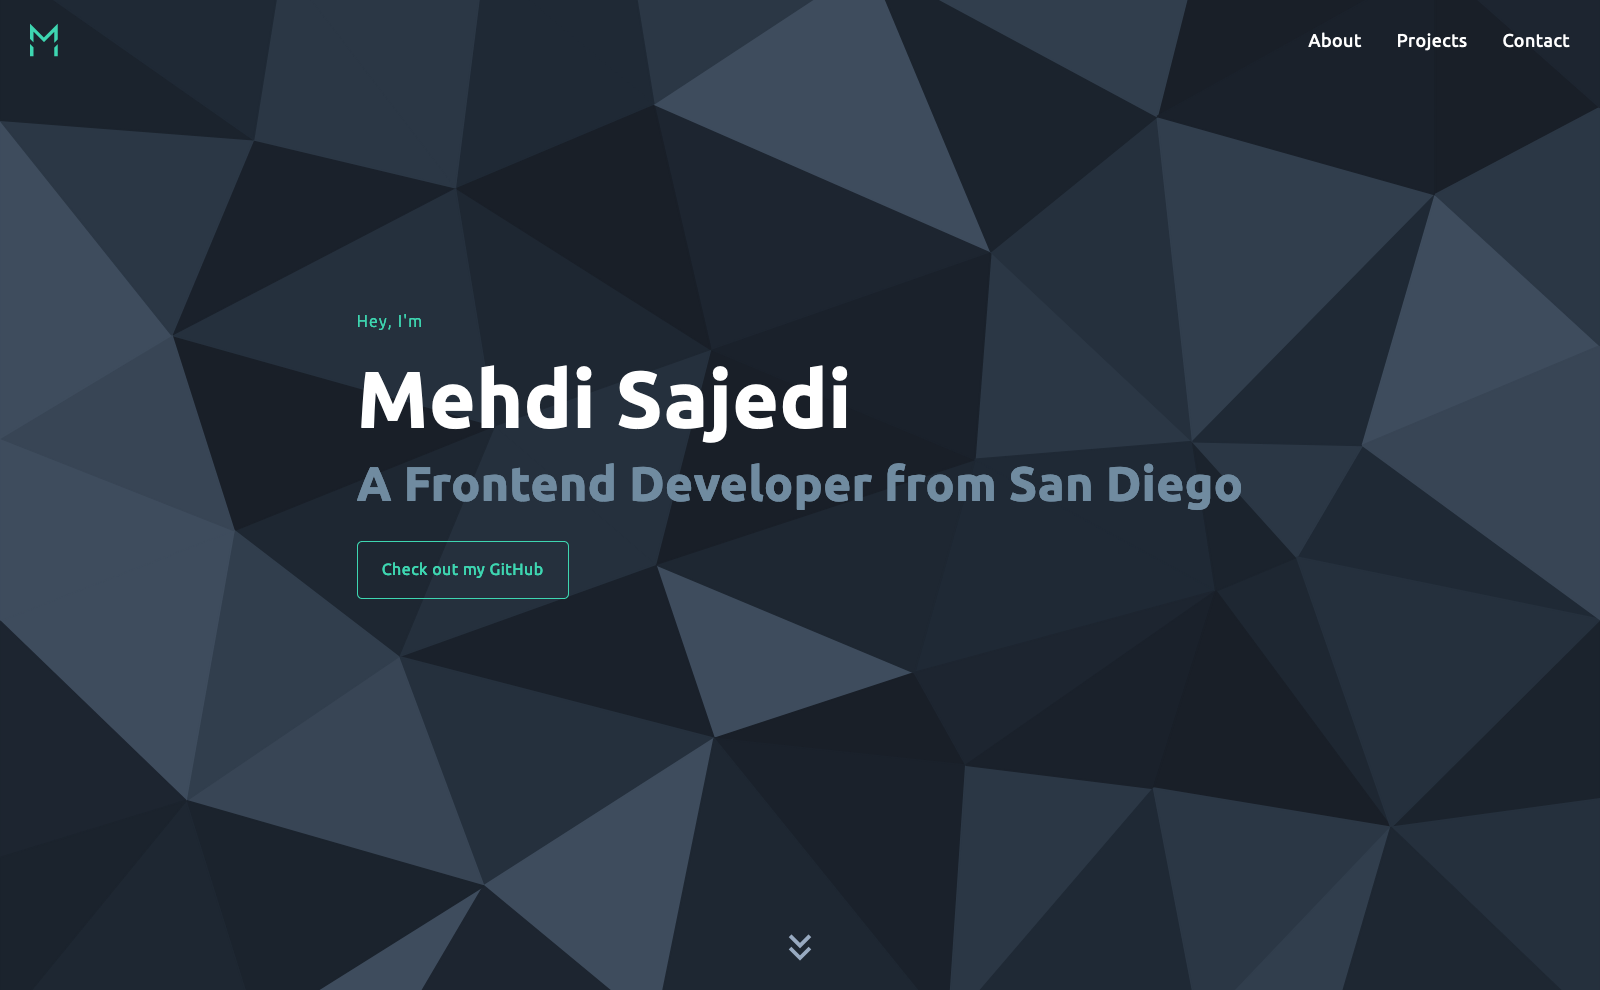 M
About Projects Contact
Hey, I'm
Mehdi Sajedi
A Frontend Developer from San Diego
Check out my GitHub